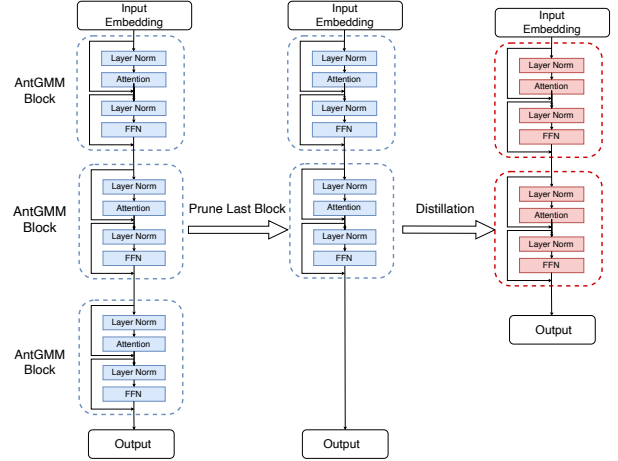 Input
Embedding
AntGMM
Block
Layer Norm
Attention
Layer Norm
FFN
AntGMM
Block
Layer Norm
Attention
Layer Norm
FFN
AntGMM
Block
Layer Norm
Attention
Layer Norm
FFN
Output
Prune Last Block
Input
Embedding
Layer Norm
Attention
Layer Norm
FFN
Layer Norm
Attention
Layer Norm
FFN
Output
Distillation
Input
Embedding
Layer Norm
Attention
Layer Norm
FFN
Layer Norm
Attention
Layer Norm
FFN
Output